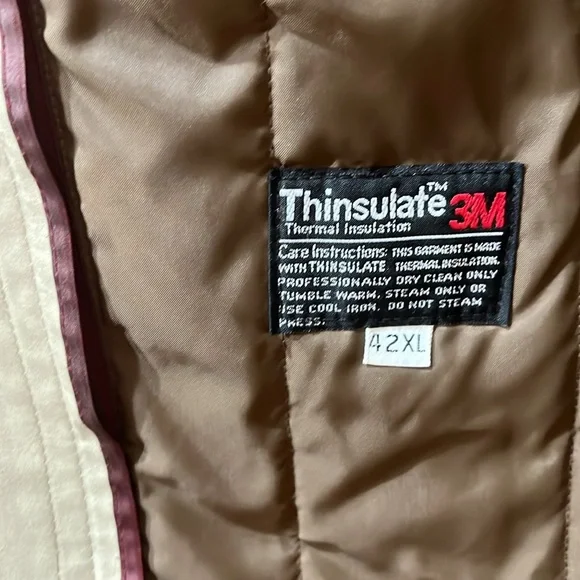 Thinsulate™ 3M
Thermal Insulation
Care Instructions: THIS GARMENT IS MADE
WITH THINSULATE THERMAL INSULATION.
PROFESSIONALLY DRY CLEAN ONLY
TUMBLE WARM, STEAM ONLY OR
USE COOL IRON. DO NOT STEAM
PRESS.
42XL